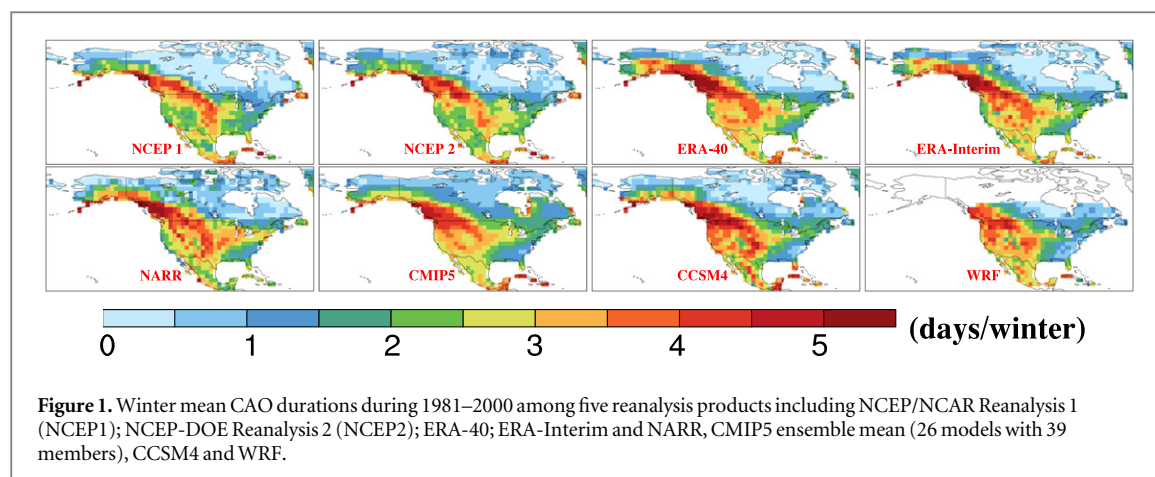 NCEP 1
NCEP 2
ERA-40
ERA-Interim
NARR
CMIP5
CCSM4
WRF
0 1 2 3 4 5 (days/winter)
Figure 1. Winter mean CAO durations during 1981–2000 among five reanalysis products including NCEP/NCAR Reanalysis 1
(NCEP1); NCEP-DOE Reanalysis 2 (NCEP2); ERA-40; ERA-Interim and NARR, CMIP5 ensemble mean (26 models with 39
members), CCSM4 and WRF.